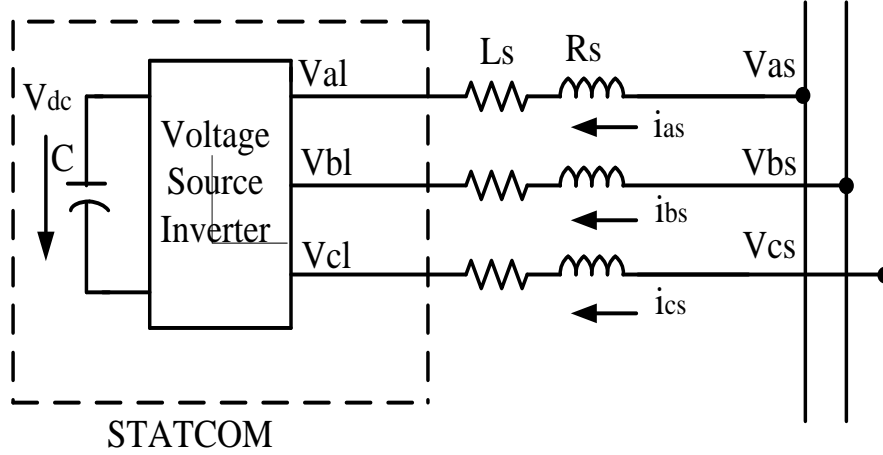 Ls
Rs
Val
Vas
Vdc
ias
C
Voltage
Source
Inverter
Vbl
Vbs
ibs
Vcl
Vcs
ics
STATCOM